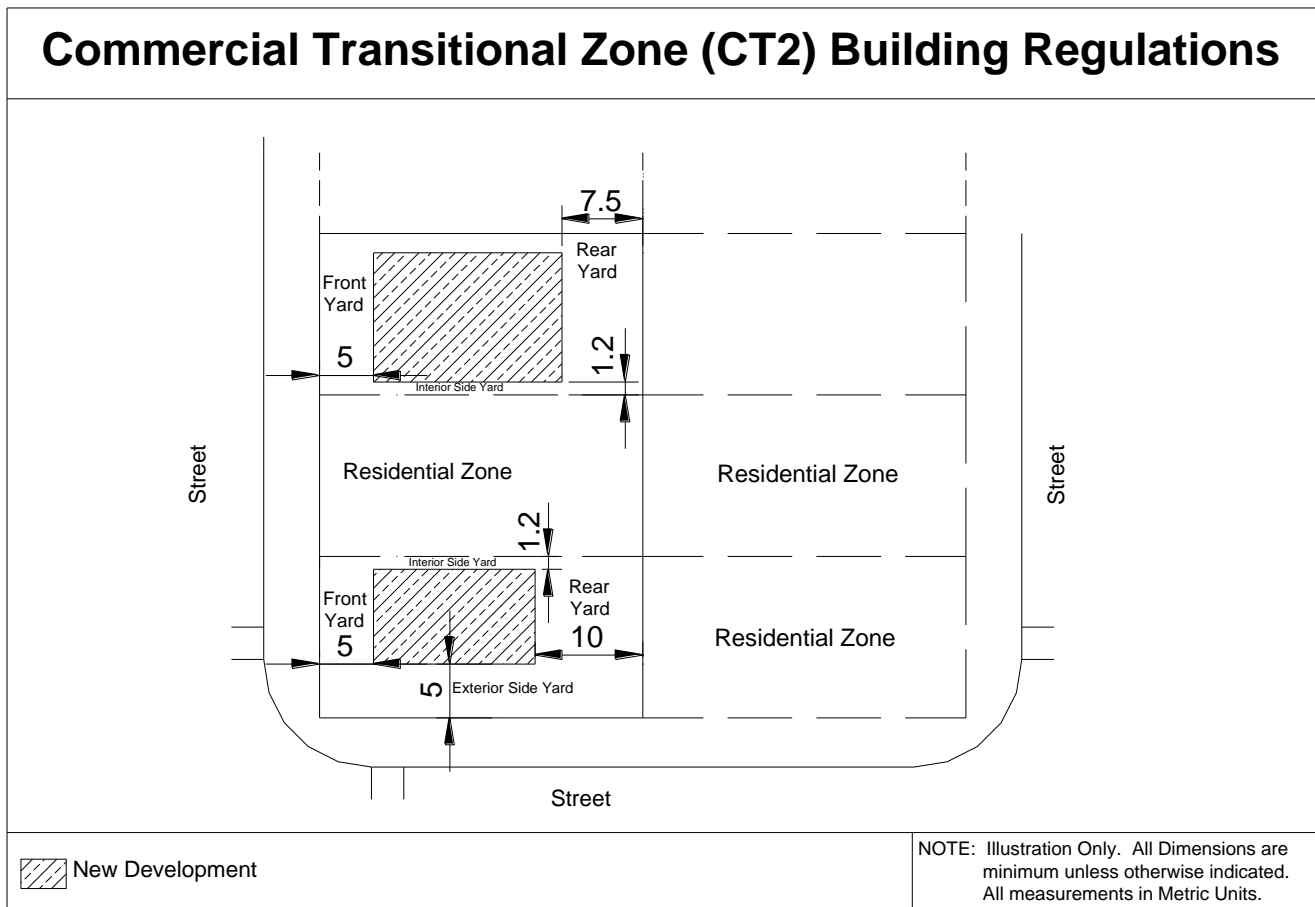 Commercial Transitional Zone (CT2) Building Regulations
7.5
Rear
Yard
Front
Yard
5
1.2
Interior Side Yard
Street
Residential Zone
Residential Zone
Street
1.2
Interior Side Yard
Front
Yard
5
Rear
Yard
10
Residential Zone
5
Exterior Side Yard
Street
New Development
NOTE: Illustration Only. All Dimensions are
minimum unless otherwise indicated.
All measurements in Metric Units.